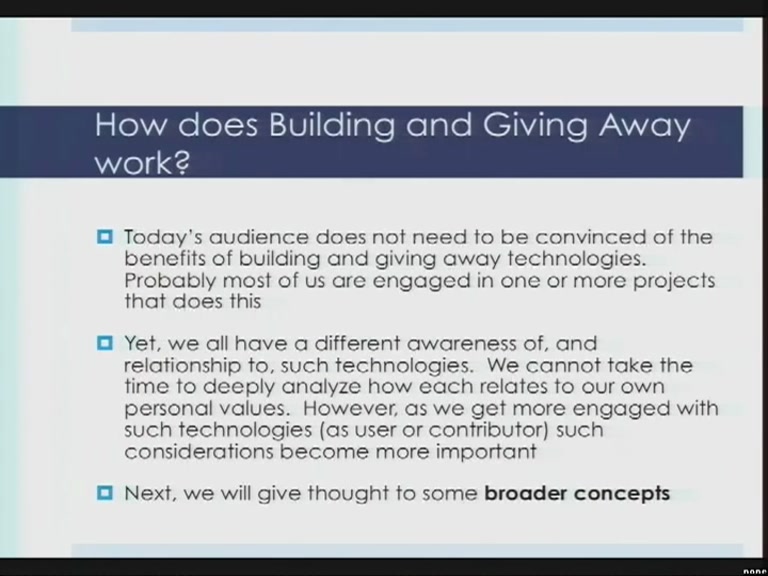 How does Building and Giving Away
work?
Today's audience does not need to be convinced of the
benefits of building and giving away technologies.
Probably most of us are engaged in one or more projects
that does this
Yet, we all have a different awareness of, and
relationship to, such technologies.  We cannot take the
time to deeply analyze how each relates to our own
personal values.  However, as we get more engaged with
such technologies (as user or contributor) such
considerations become more important
Next, we will give thought to some broader concepts